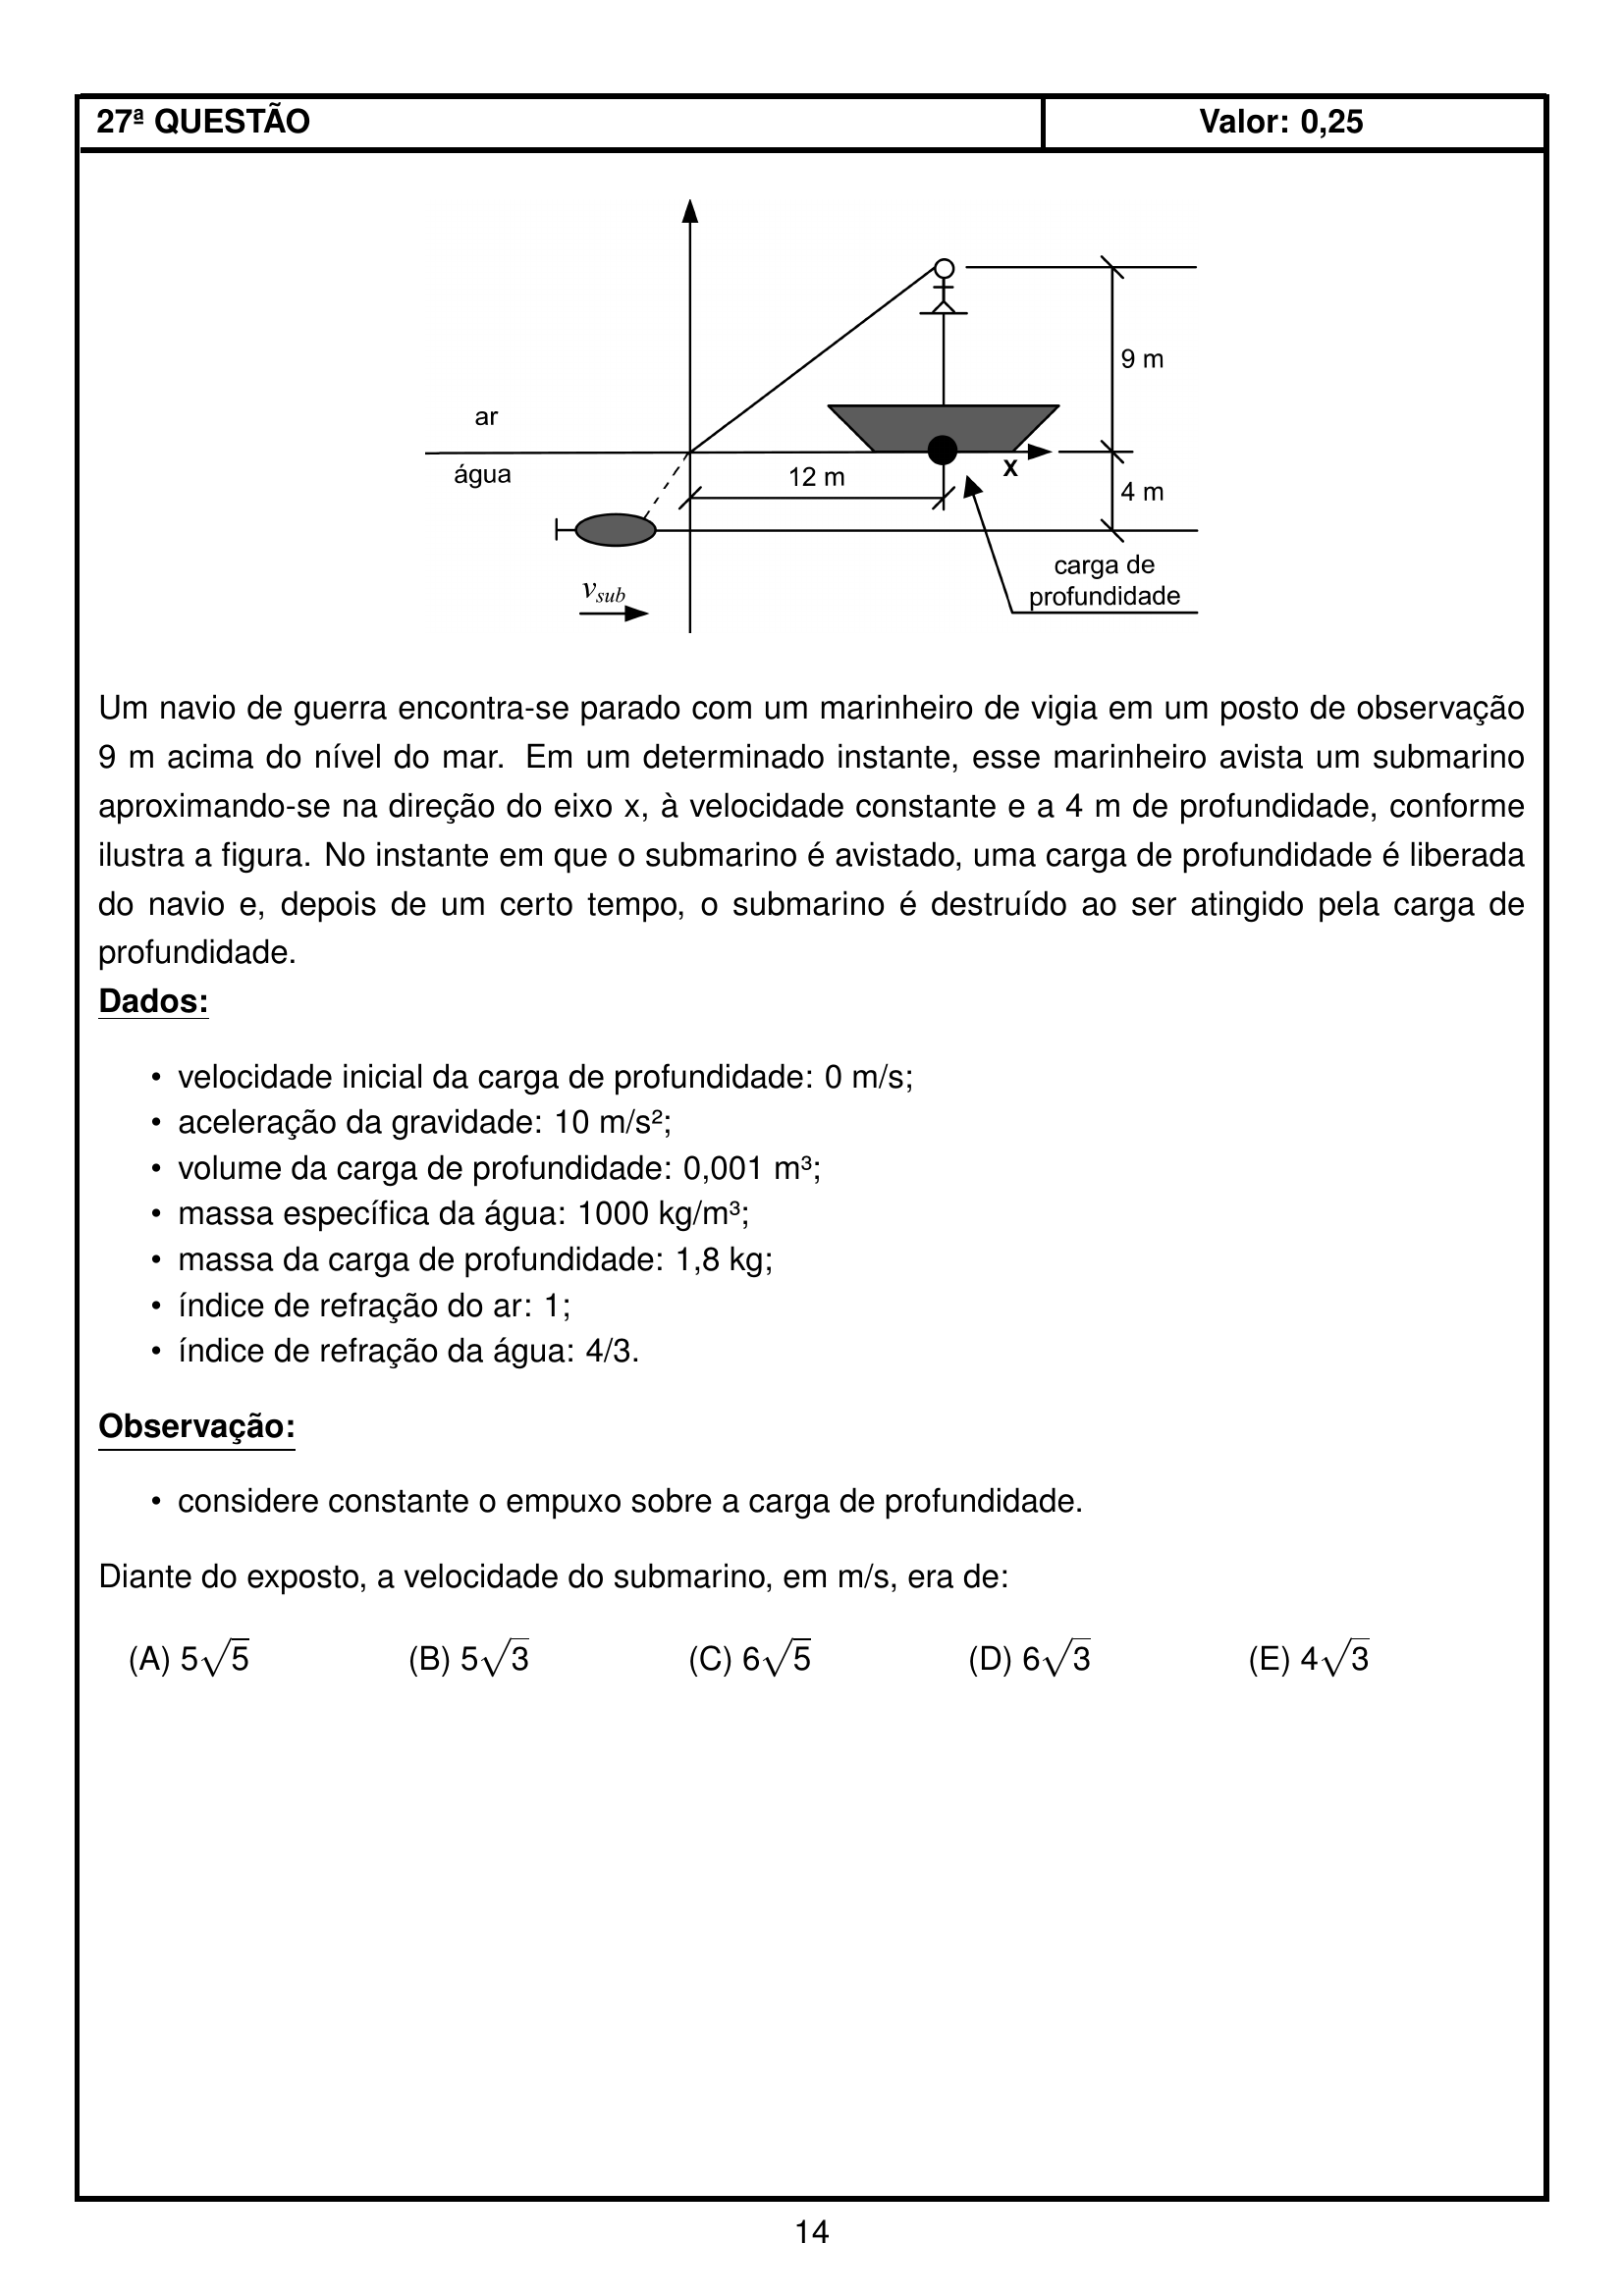 27ª QUESTÃO Valor: 0,25
9 m
ar
água
12 m
x
4 m
carga de
profundidade
vsub
Um navio de guerra encontra-se parado com um marinheiro de vigia em um posto de observação
9 m acima do nível do mar. Em um determinado instante, esse marinheiro avista um submarino
aproximando-se na direção do eixo x, à velocidade constante e a 4 m de profundidade, conforme
ilustra a figura. No instante em que o submarino é avistado, uma carga de profundidade é liberada
do navio e, depois de um certo tempo, o submarino é destruído ao ser atingido pela carga de
profundidade.
Dados:
• velocidade inicial da carga de profundidade: 0 m/s;
• aceleração da gravidade: 10 m/s²;
• volume da carga de profundidade: 0,001 m³;
• massa específica da água: 1000 kg/m³;
• massa da carga de profundidade: 1,8 kg;
• índice de refração do ar: 1;
• índice de refração da água: 4/3.
Observação:
• considere constante o empuxo sobre a carga de profundidade.
Diante do exposto, a velocidade do submarino, em m/s, era de:
(A) 5√5 (B) 5√3 (C) 6√5 (D) 6√3 (E) 4√3
14